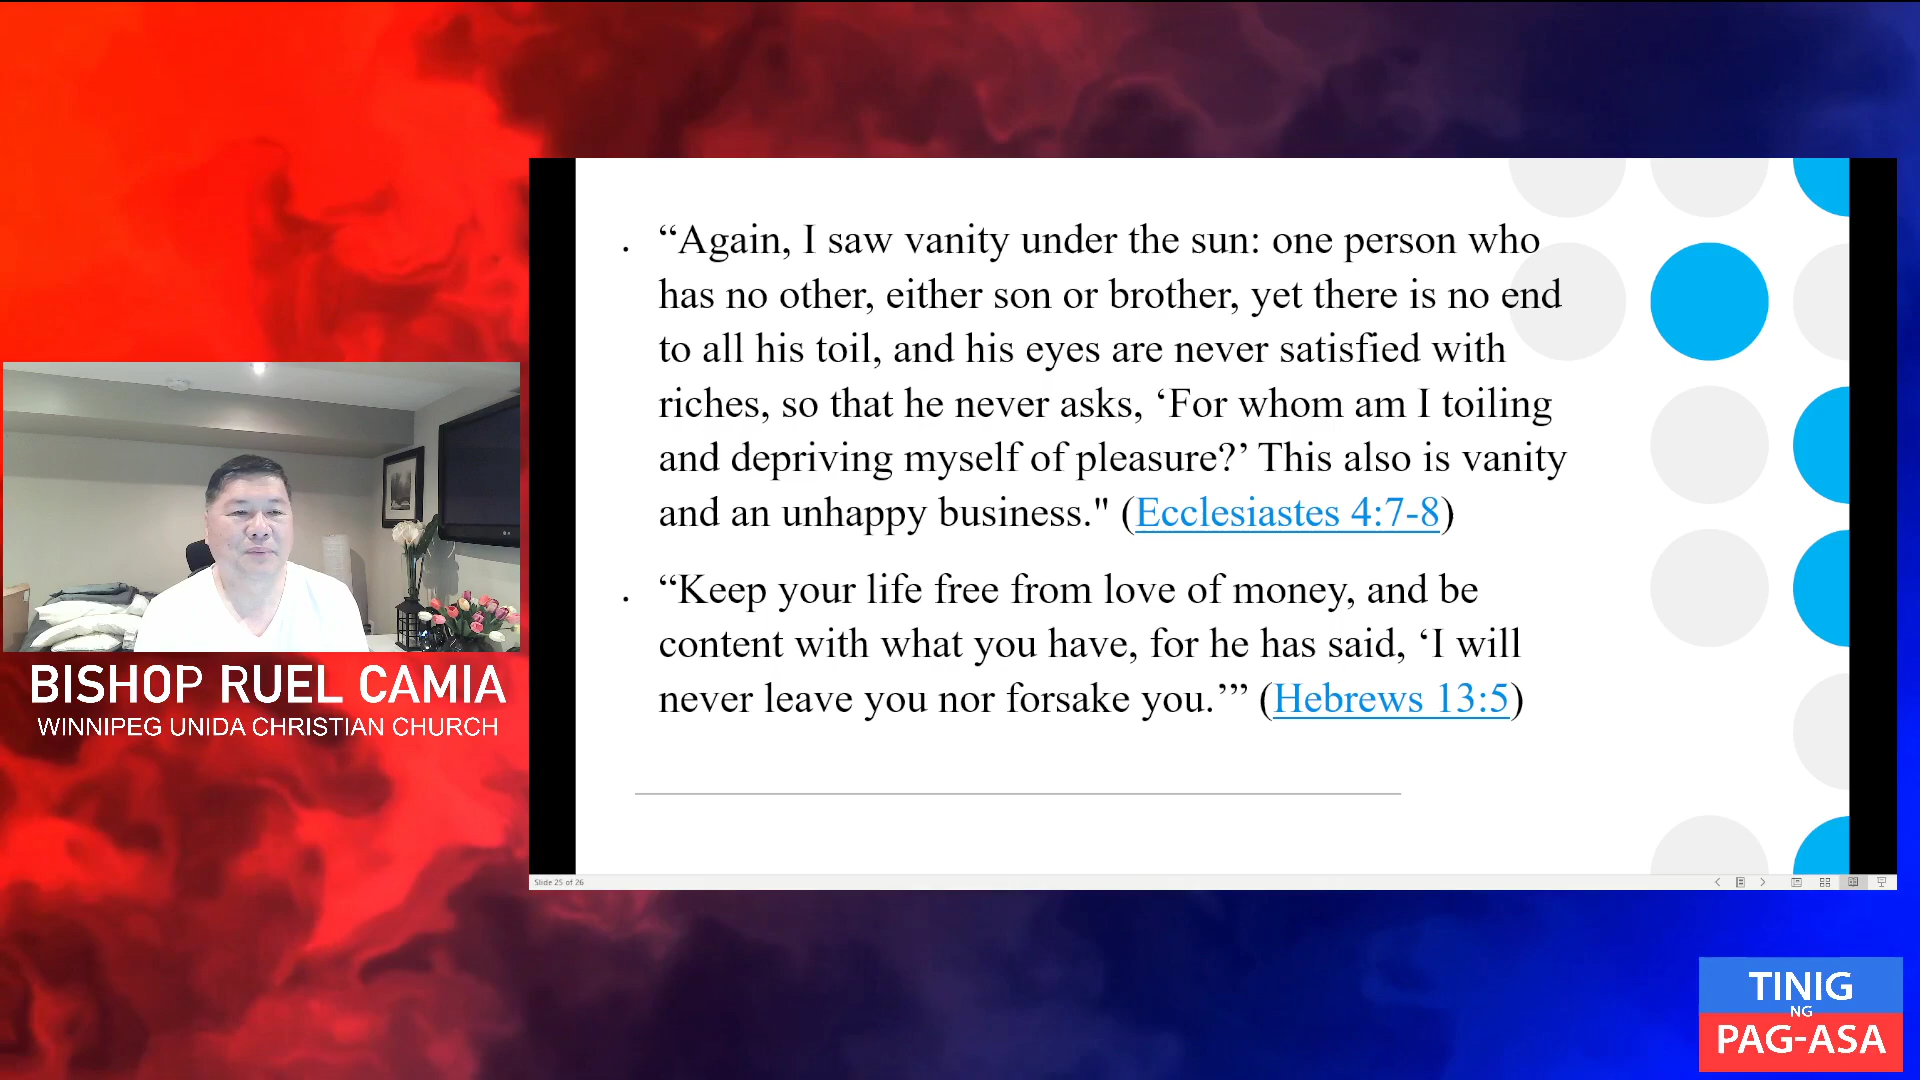 . “Again, I saw vanity under the sun: one person who
has no other, either son or brother, yet there is no end
to all his toil, and his eyes are never satisfied with
riches, so that he never asks, ‘For whom am I toiling
and depriving myself of pleasure?’ This also is vanity
and an unhappy business." (Ecclesiastes 4:7-8)
. “Keep your life free from love of money, and be
content with what you have, for he has said, ‘I will
never leave you nor forsake you.’” (Hebrews 13:5)
Slide 25 of 26
BISHOP RUEL CAMIA
WINNIPEG UNIDA CHRISTIAN CHURCH
TINIG
NG
PAG-ASA